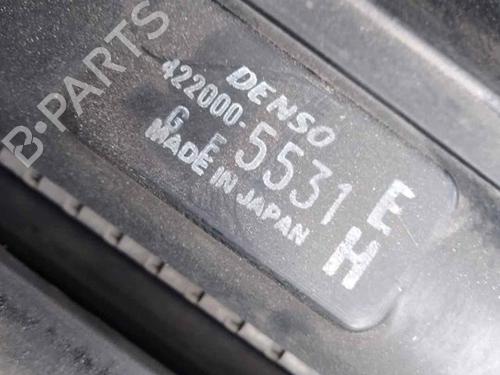 B-PARTS
DENSO
422000-5531
G F
MADE IN JAPAN
E
H